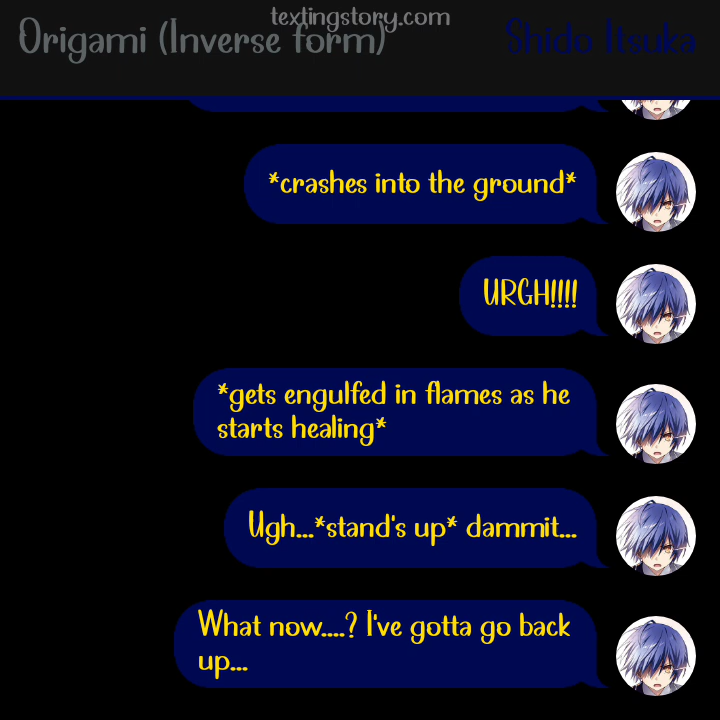 textingstory.com
Origami (Inverse form)
Shido Itsuka
*crashes into the ground*
URGH!!!!
*gets engulfed in flames as he
starts healing*
Ugh...*stand's up* dammit...
What now....? I've gotta go back
up...